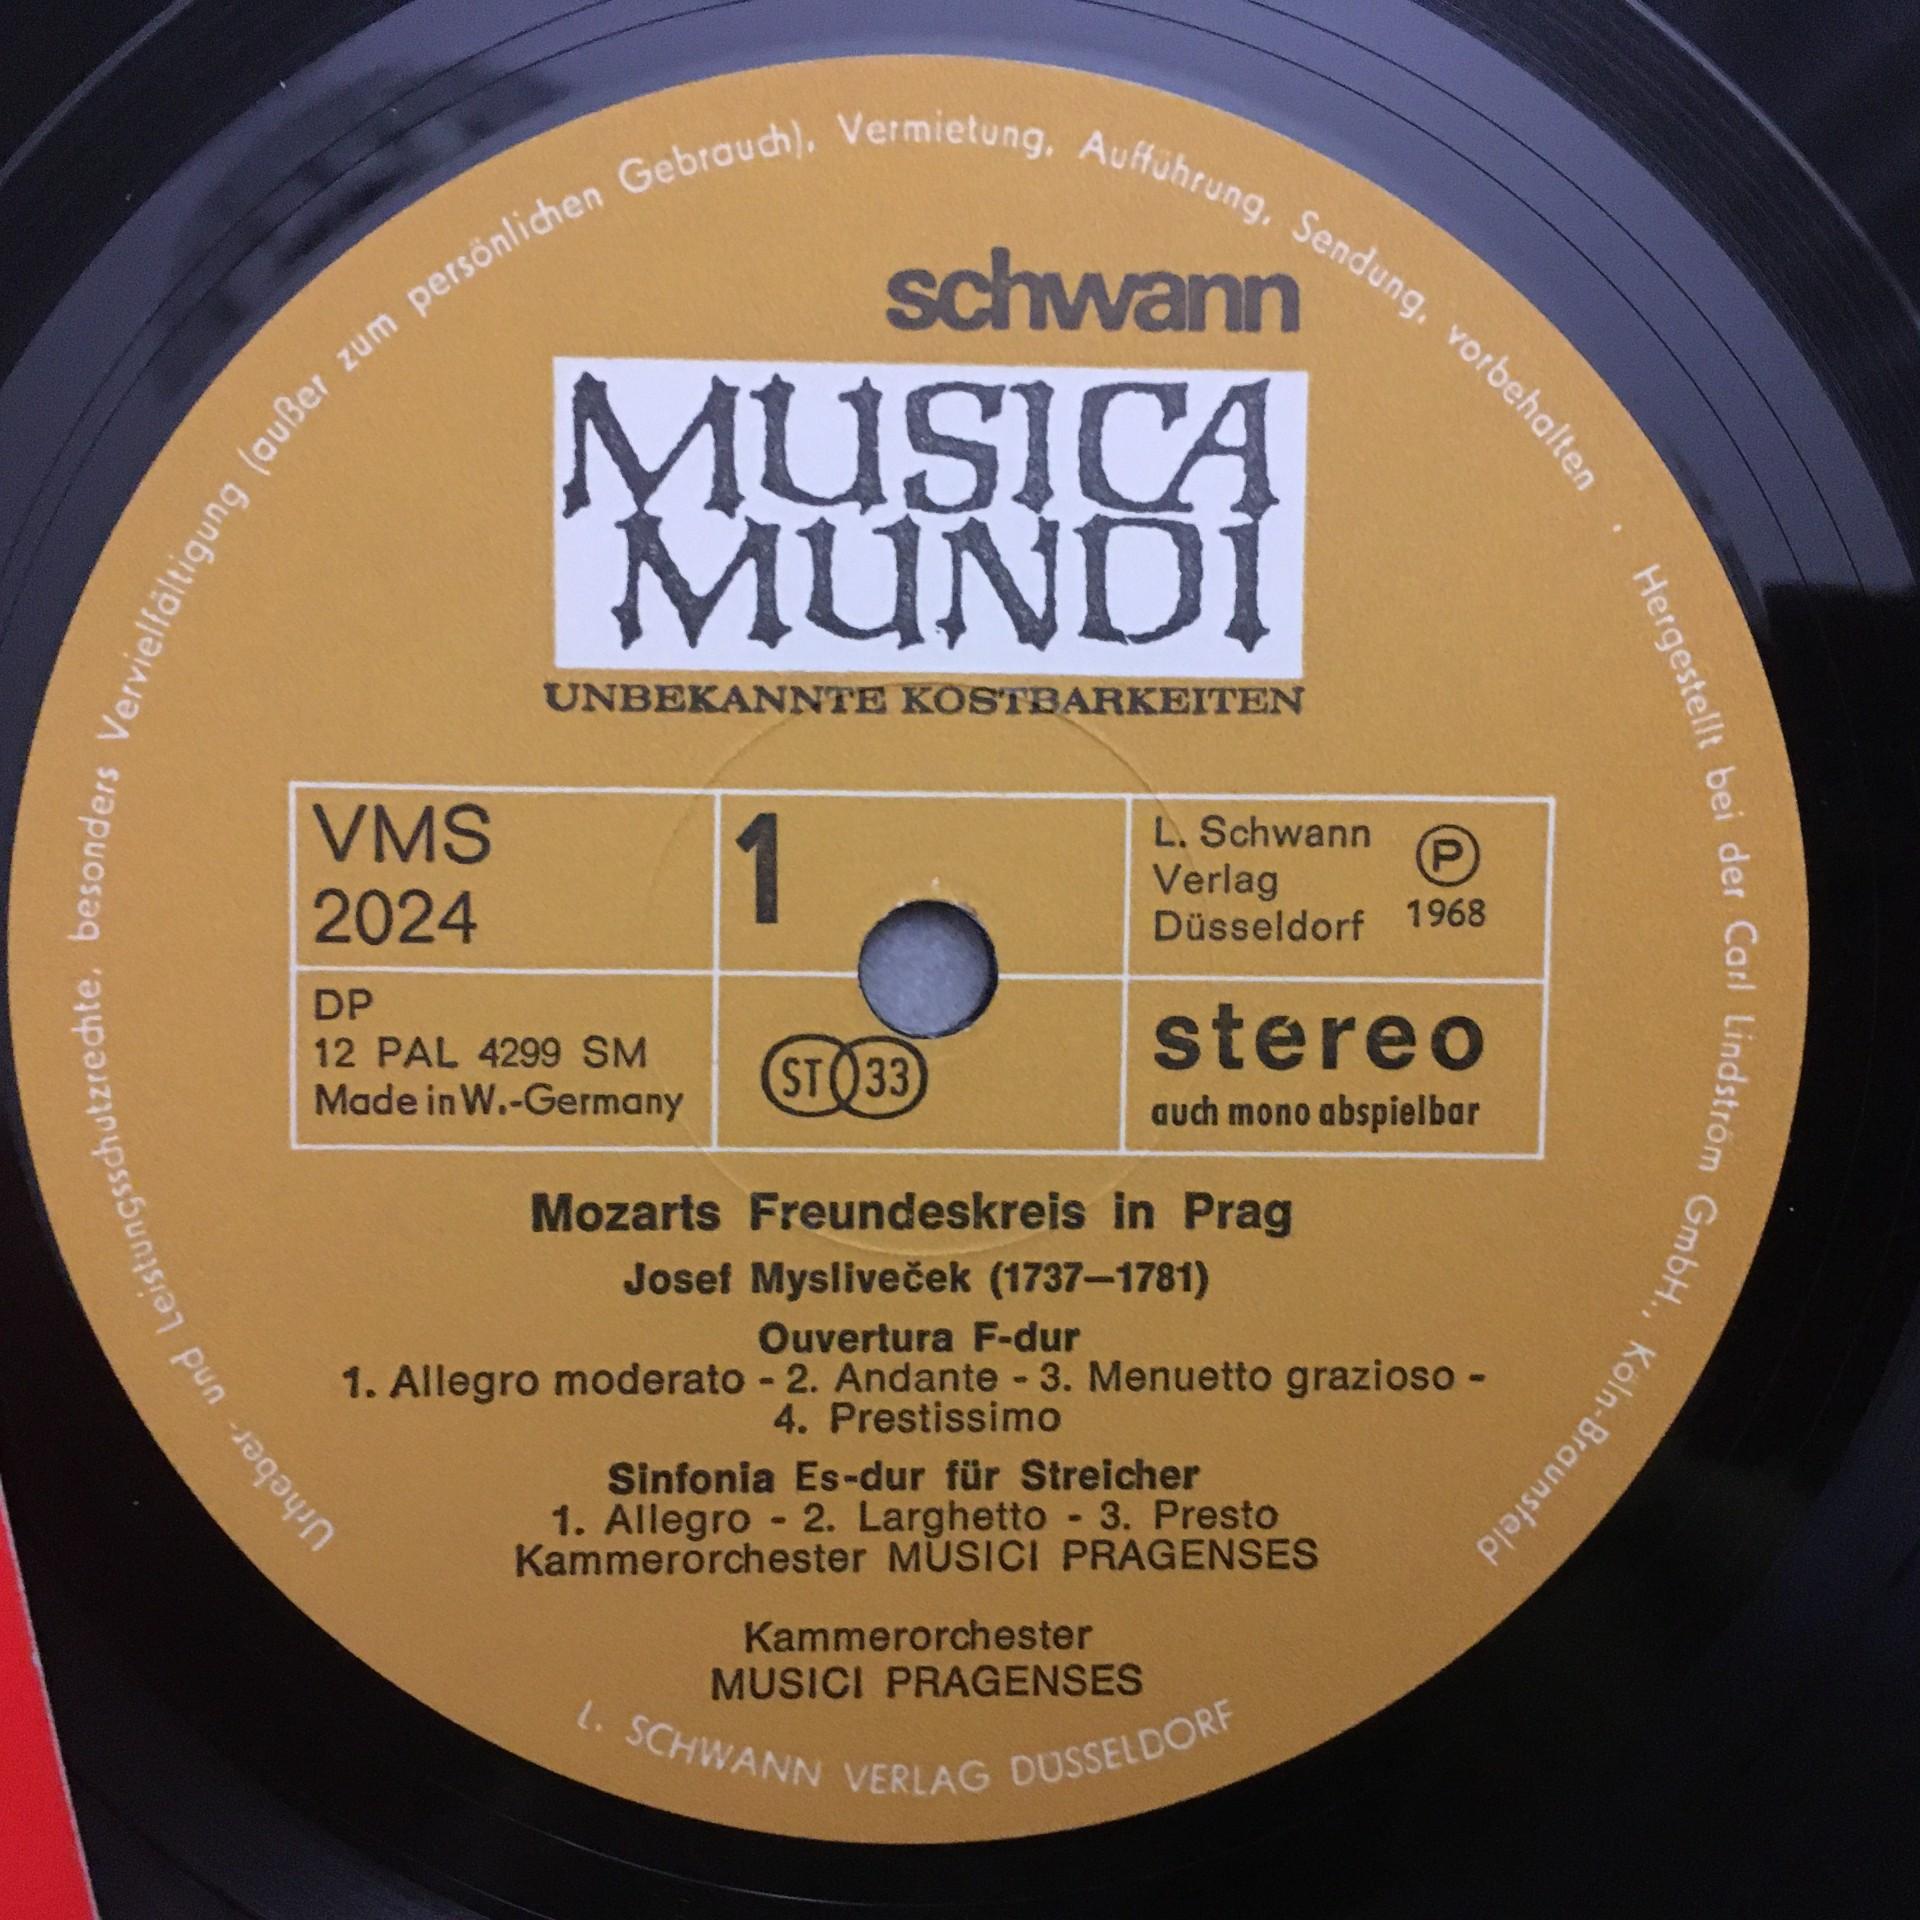 Urheber- und Leistungsschutzrechte, besonders Vervielfältigung (außer zum persönlichen Gebrauch), Vermietung, Aufführung, Sendung, vorbehalten . Hergestellt bei der Carl Lindström GmbH., Köln-Braunsfeld
schwann
MUSICA
MUNDI
UNBEKANNTE KOSTBARKEITEN
VMS
2024
1
L. Schwann
Verlag
Düsseldorf
Ⓟ
1968
DP
12 PAL 4299 SM
Made in W.-Germany
ST 33
stereo
auch mono abspielbar
Mozarts Freundeskreis in Prag
Josef Mysliveček (1737—1781)
Ouvertura F-dur
1. Allegro moderato - 2. Andante - 3. Menuetto grazioso -
4. Prestissimo
Sinfonia Es-dur für Streicher
1. Allegro - 2. Larghetto - 3. Presto
Kammerorchester MUSICI PRAGENSES
Kammerorchester
MUSICI PRAGENSES
L. SCHWANN VERLAG DÜSSELDORF